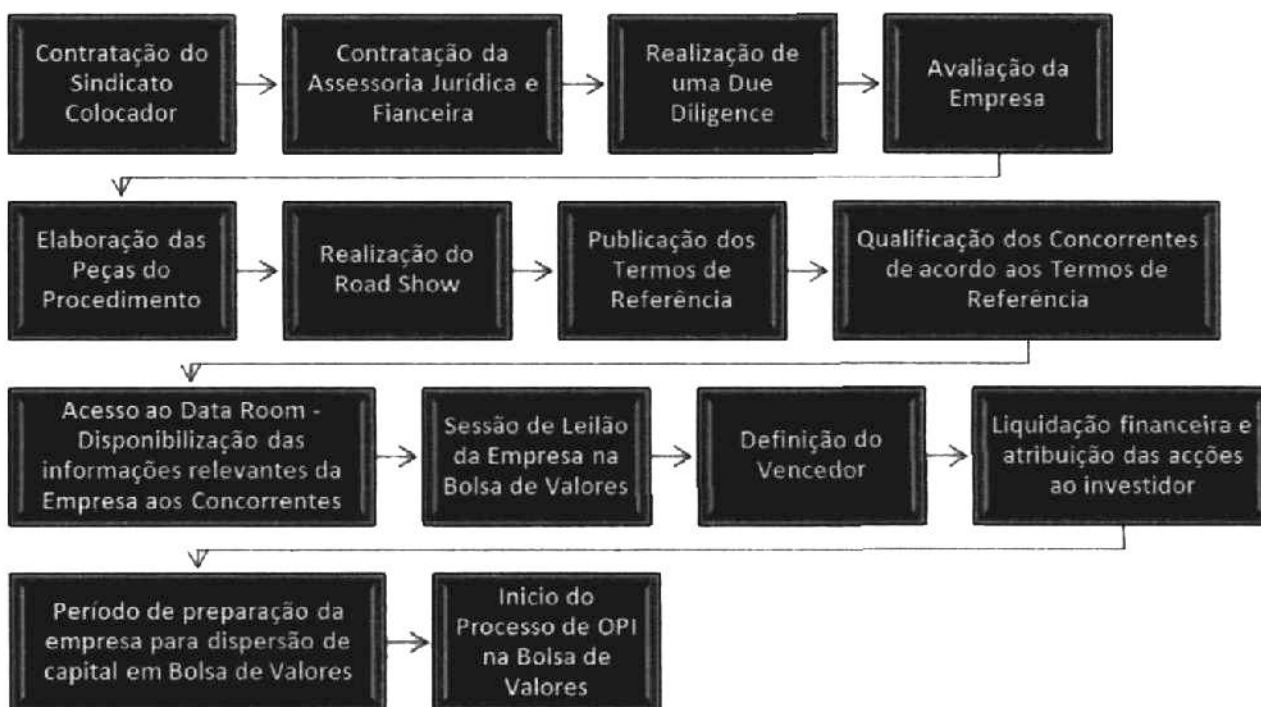 Contratação do
Sindicato
Colocador
Contratação da
Assessoria Jurídica e
Fianceira
Realização de
uma Due
Diligence
Avaliação da
Empresa
Elaboração das
Peças do
Procedimento
Realização do
Road Show
Publicação dos
Termos de
Referência
Qualificação dos Concorrentes
de acordo aos Termos de
Referência
Acesso ao Data Room -
Disponibilização das
informações relevantes da
Empresa aos Concorrentes
Sessão de Leilão
da Empresa na
Bolsa de Valores
Definição do
Vencedor
Liquidação financeira e
atribuição das acções
ao investidor
Período de preparação da
empresa para dispersão de
capital em Bolsa de Valores
Inicio do
Processo de OPI
na Bolsa de
Valores